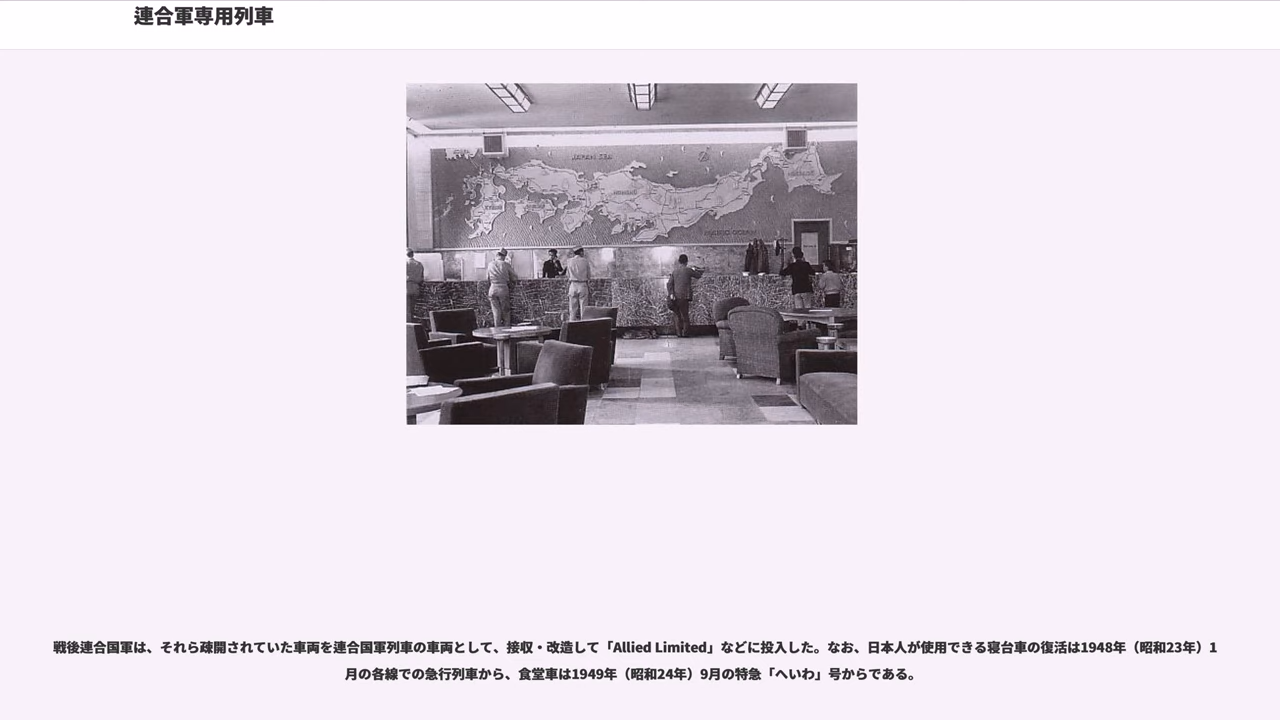 連合軍専用列車
JAPAN SEA
戦後連合国軍は、それら疎開されていた車両を連合国軍列車の車両として、接収・改造して「Allied Limited」などに投入した。なお、日本人が使用できる寝台車の復活は1948年（昭和23年）1
月の各線での急行列車から、食堂車は1949年（昭和24年）9月の特急「へいわ」号からである。